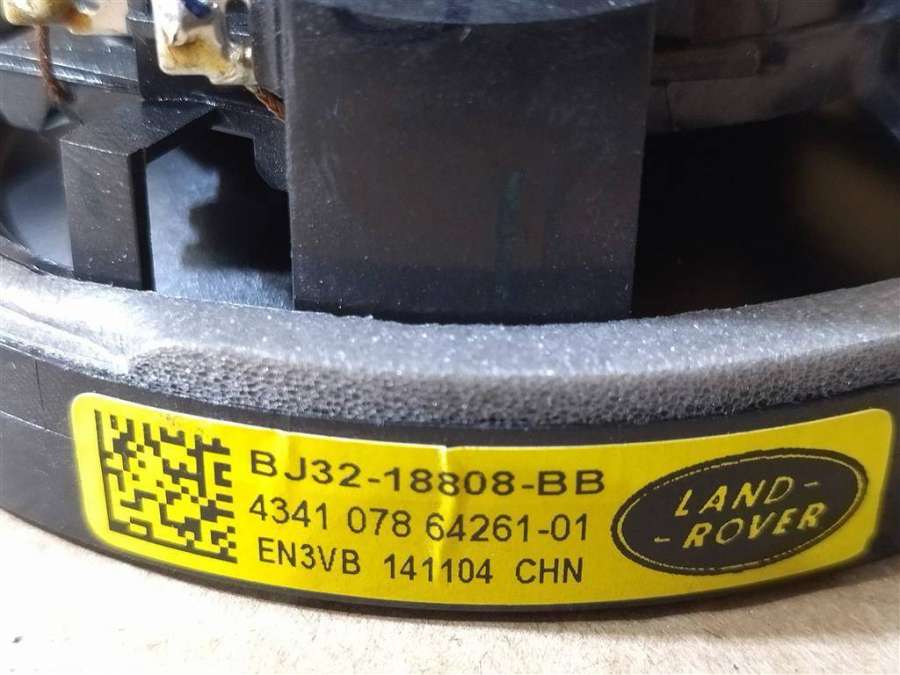 BJ32-18808-BB
4341 078 64261-01
EN3VB 141104 CHN
LAND-
-ROVER